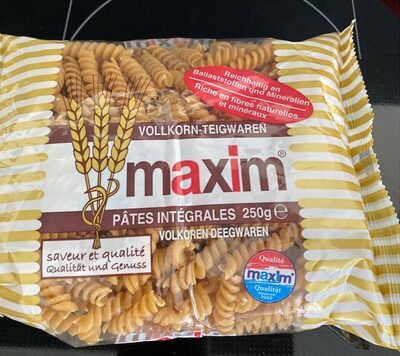 Reichhaltig an
Ballaststoffen und Mineralien
Riche en fibres naturelles
et minéraux
VOLLKORN-TEIGWAREN
maxim®
PÂTES INTÉGRALES 250g ℮
VOLKOREN DEEGWAREN
saveur et qualité
Qualität und Genuss
Qualité
maxim
Qualität